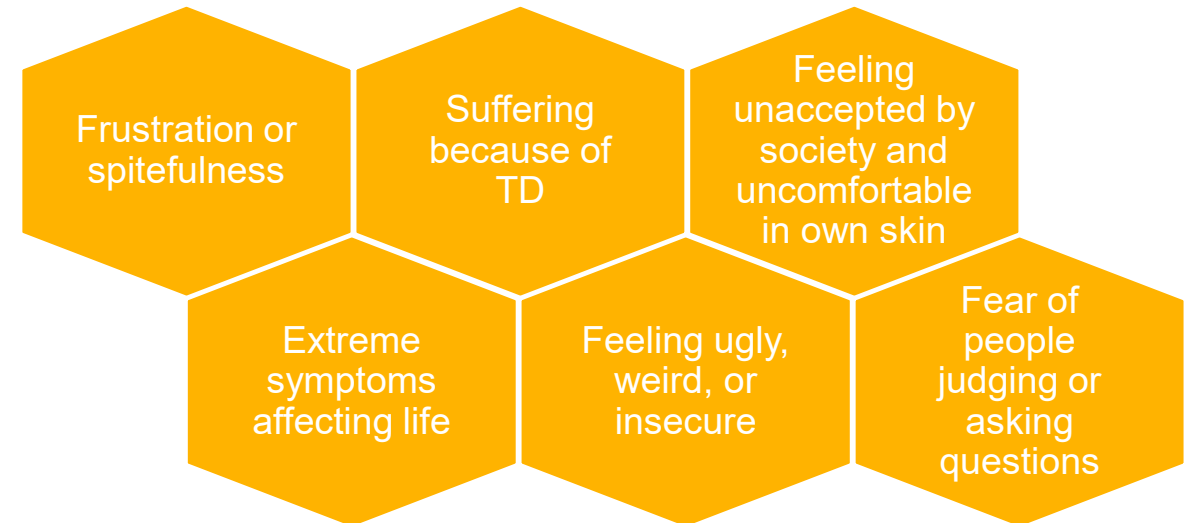 Frustration or
spitefulness
Suffering
because of
TD
Feeling
unaccepted by
society and
uncomfortable
in own skin
Extreme
symptoms
affecting life
Feeling ugly,
weird, or
insecure
Fear of
people
judging or
asking
questions